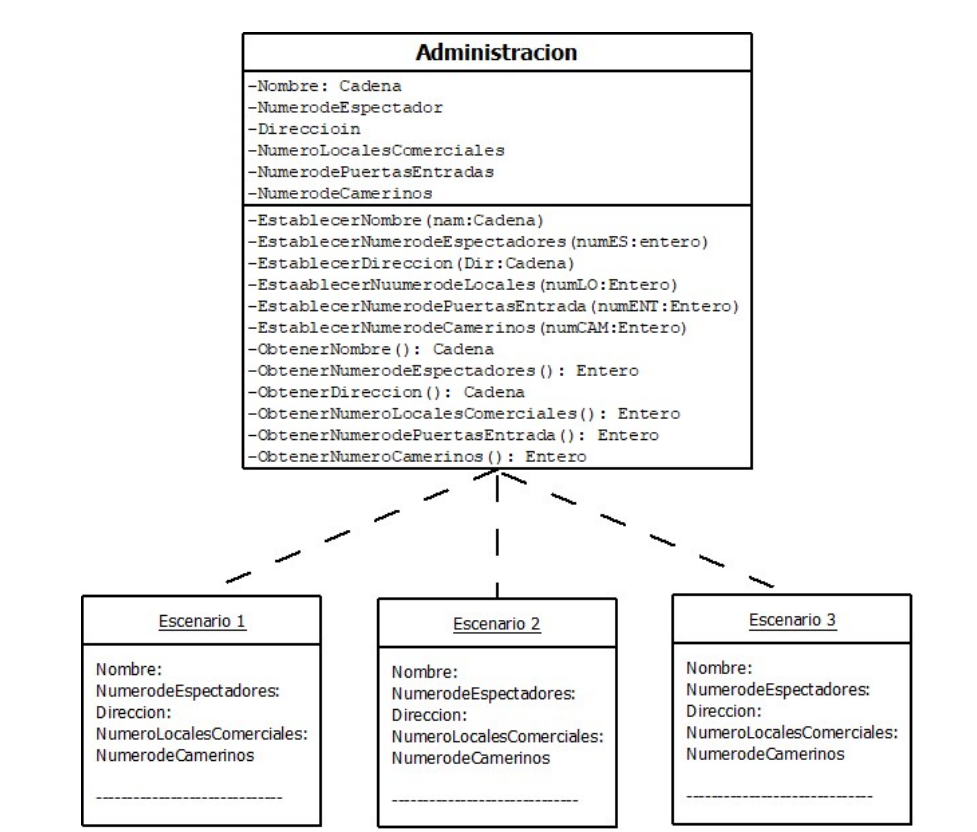 Administracion
-Nombre: Cadena
-NumerodeEspectador
-Direccioin
-NumeroLocalesComerciales
-NumerodePuertasEntradas
-NumerodeCamerinos
-EstablecerNombre(nam:Cadena)
-EstablecerNumerodeEspectadores(numES:entero)
-EstablecerDireccion(Dir:Cadena)
-EstaablecerNuumerodeLocales(numLO:Entero)
-EstablecerNumerodePuertasEntrada(numENT:Entero)
-EstablecerNumerodeCamerinos(numCAM:Entero)
-ObtenerNombre(): Cadena
-ObtenerNumerodeEspectadores(): Entero
-ObtenerDireccion(): Cadena
-ObtenerNumeroLocalesComerciales(): Entero
-ObtenerNumerodePuertasEntrada(): Entero
-ObtenerNumeroCamerinos(): Entero
Escenario 1
Nombre:
NumerodeEspectadores:
Direccion:
NumeroLocalesComerciales:
NumerodeCamerinos
------------------------------
Escenario 2
Nombre:
NumerodeEspectadores:
Direccion:
NumeroLocalesComerciales:
NumerodeCamerinos
------------------------------
Escenario 3
Nombre:
NumerodeEspectadores:
Direccion:
NumeroLocalesComerciales:
NumerodeCamerinos
------------------------------